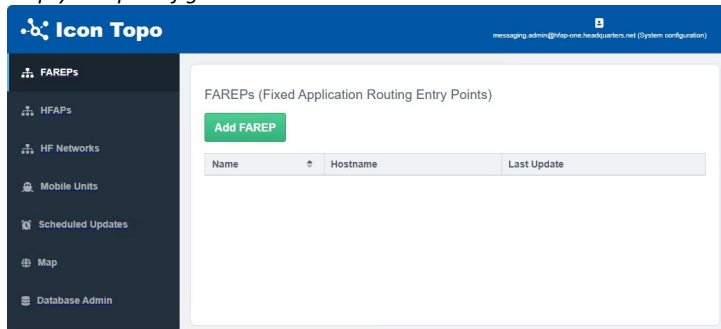 Icon Topo
messaging.admin@hfap-one.headquarters.net (System configuration)
FAREPs
HFAPs
HF Networks
Mobile Units
Scheduled Updates
Map
Database Admin
FAREPs (Fixed Application Routing Entry Points)
Add FAREP
Name Hostname Last Update